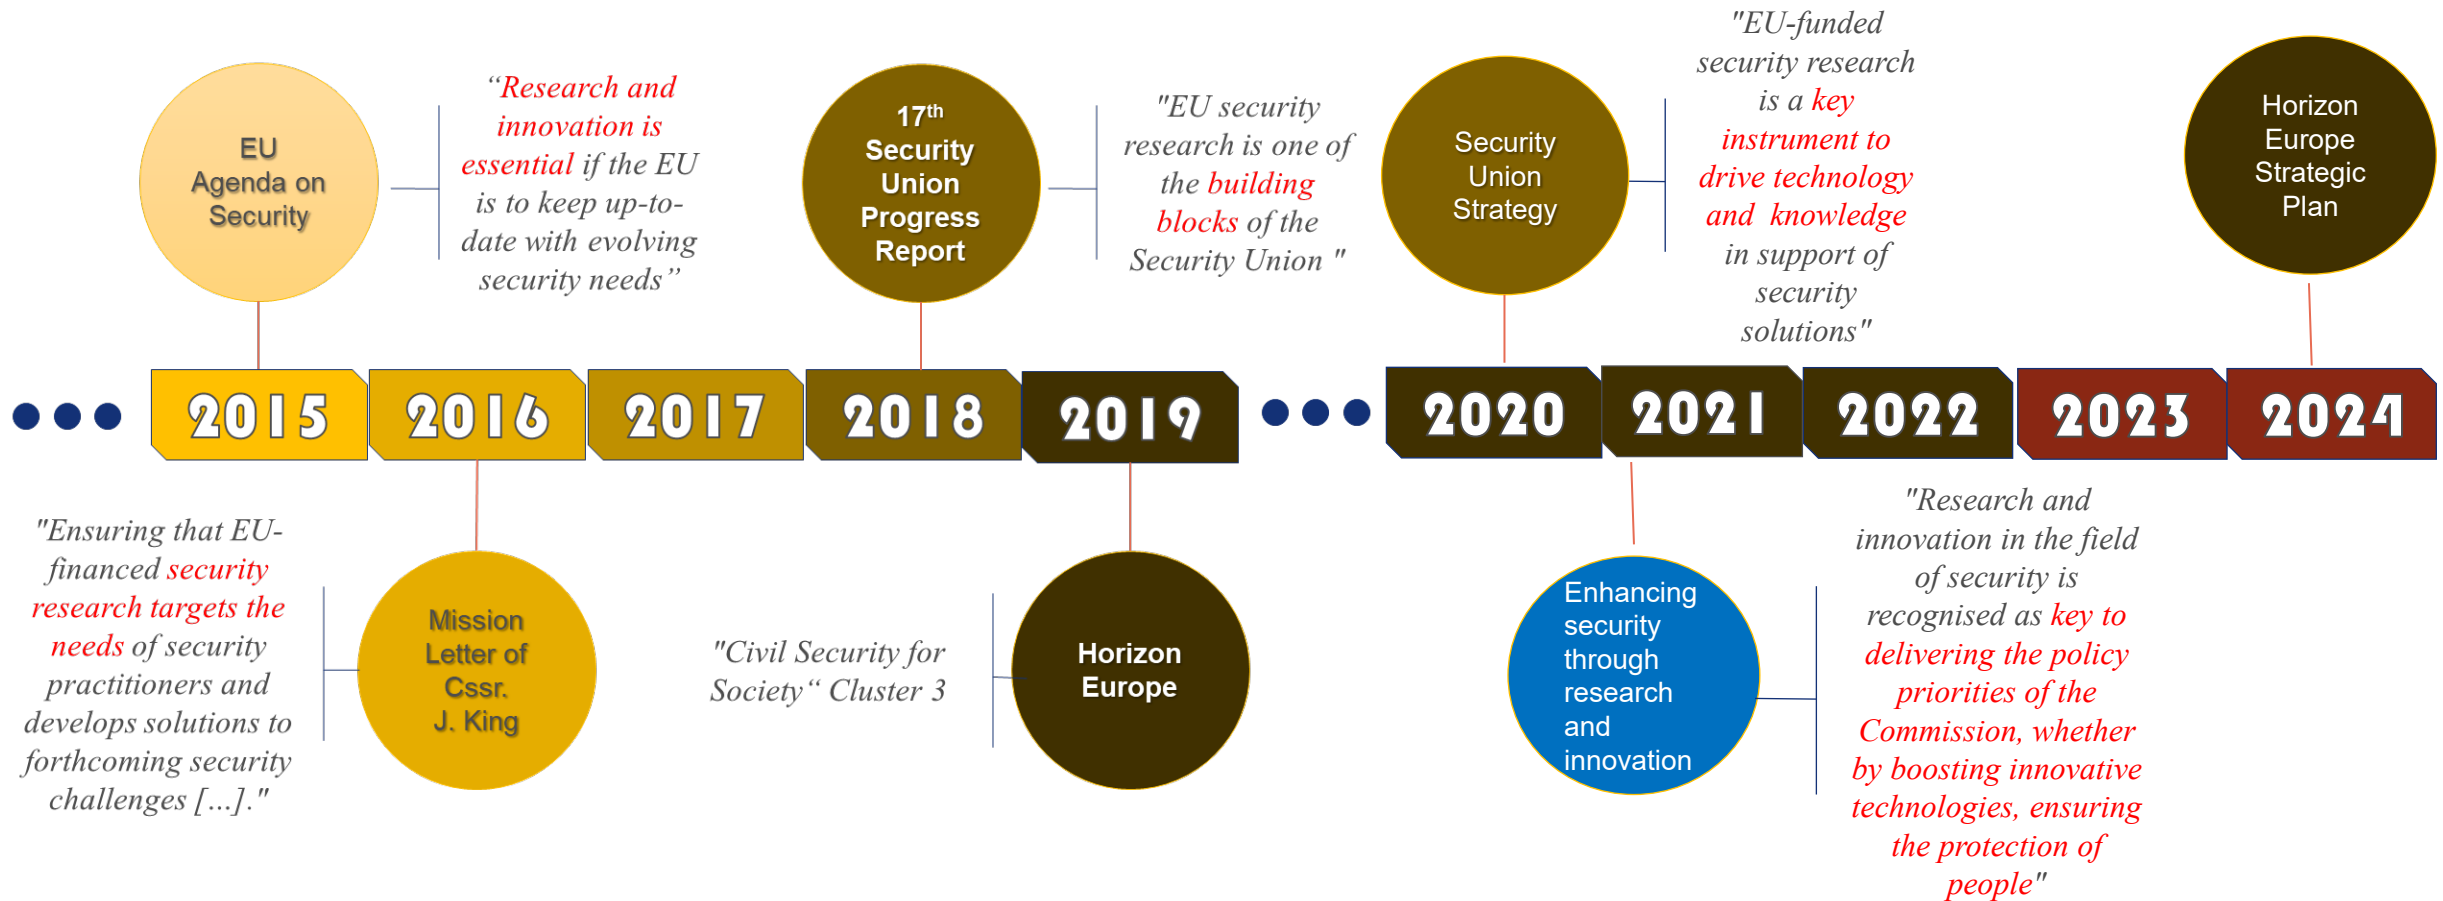 EU
Agenda on
Security
“Research and
innovation is
essential if the EU
is to keep up-to-
date with evolving
security needs”
17th
Security
Union
Progress
Report
"EU security
research is one of
the building
blocks of the
Security Union "
Security
Union
Strategy
"EU-funded
security research
is a key
instrument to
drive technology
and  knowledge
in support of
security
solutions"
Horizon
Europe
Strategic
Plan
2015
2016
2017
2018
2019
2020
2021
2022
2023
2024
"Ensuring that EU-
financed security
research targets the
needs of security
practitioners and
develops solutions to
forthcoming security
challenges [...]."
Mission
Letter of
Cssr.
J. King
"Civil Security for
Society“ Cluster 3
Horizon
Europe
Enhancing
security
through
research
and
innovation
"Research and
innovation in the field
of security is
recognised as key to
delivering the policy
priorities of the
Commission, whether
by boosting innovative
technologies, ensuring
the protection of
people"